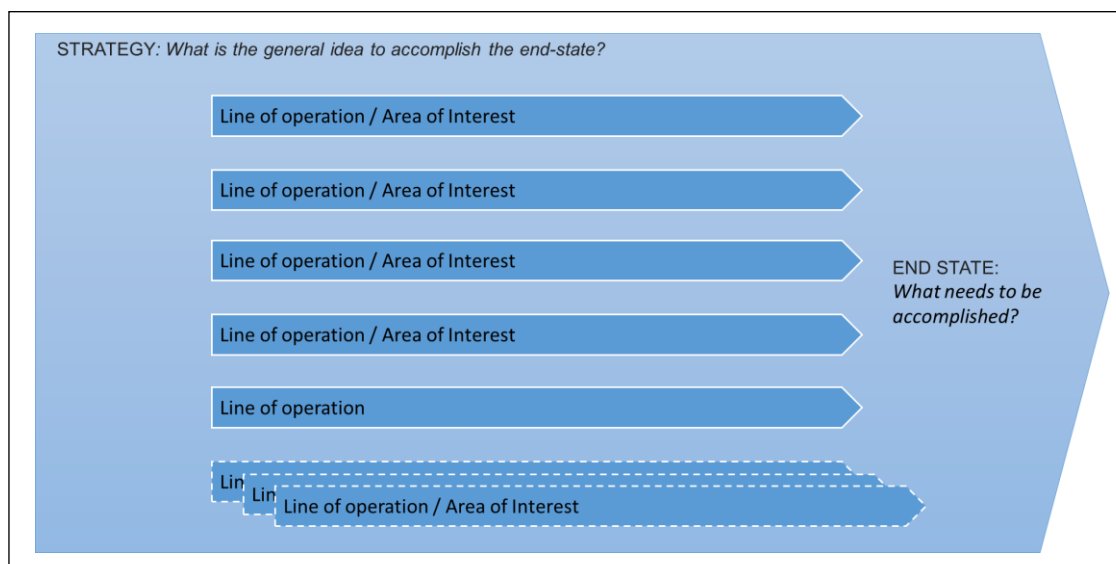 STRATEGY: What is the general idea to accomplish the end-state?
Line of operation / Area of Interest
Line of operation / Area of Interest
Line of operation / Area of Interest
END STATE:
What needs to be
accomplished?
Line of operation / Area of Interest
Line of operation
Lin
Lin
Line of operation / Area of Interest